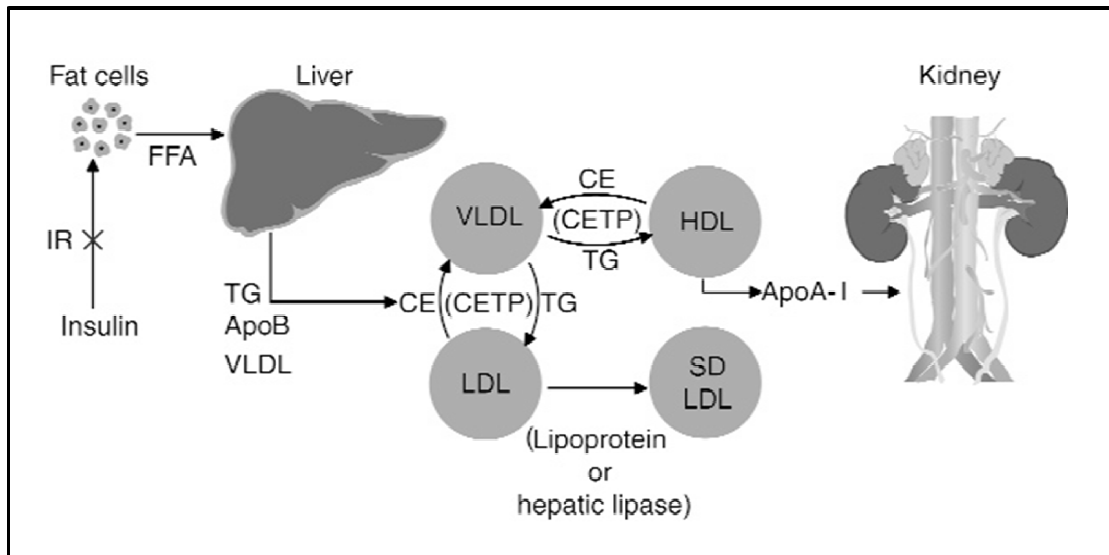 Fat cells
Liver
Kidney
FFA
IR
Insulin
TG
ApoB
VLDL
VLDL
CE
(CETP)
TG
HDL
CE (CETP) TG
ApoA-I
LDL
SD
LDL
(Lipoprotein
or
hepatic lipase)